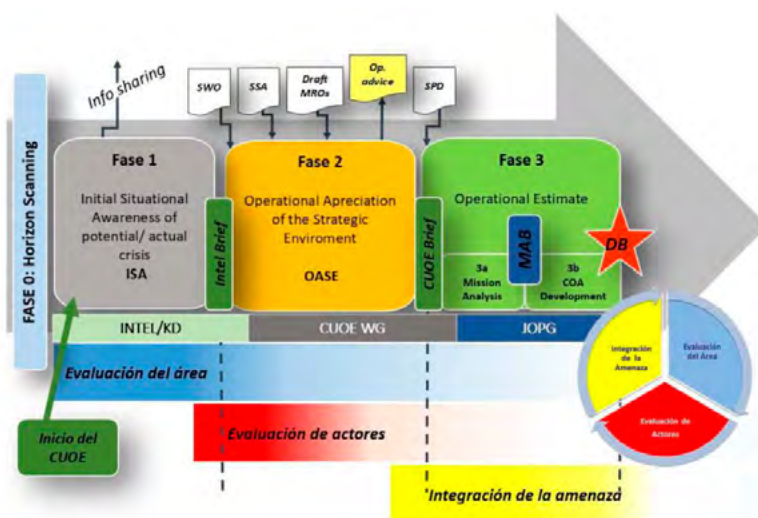 FASE 0: Horizon Scanning
Info sharing
SWO
SSA
Draft
MROs
Op.
advice
SPD
Fase 1
Initial Situational
Awareness of
potential/ actual
crisis
ISA
Intel Brief
Fase 2
Operational Apreciation
of the Strategic
Enviroment
OASE
CUOE Brief
Fase 3
Operational Estimate
3a
Mission
Analysis
MAB
3b
COA
Development
DB
INTEL/KD
CUOE WG
JOPG
Evaluación del área
Evaluación de actores
Integración de la amenaza
Inicio del
CUOE
Integración
de la
Amenaza
Evaluación
del Área
Evaluación de
Actores